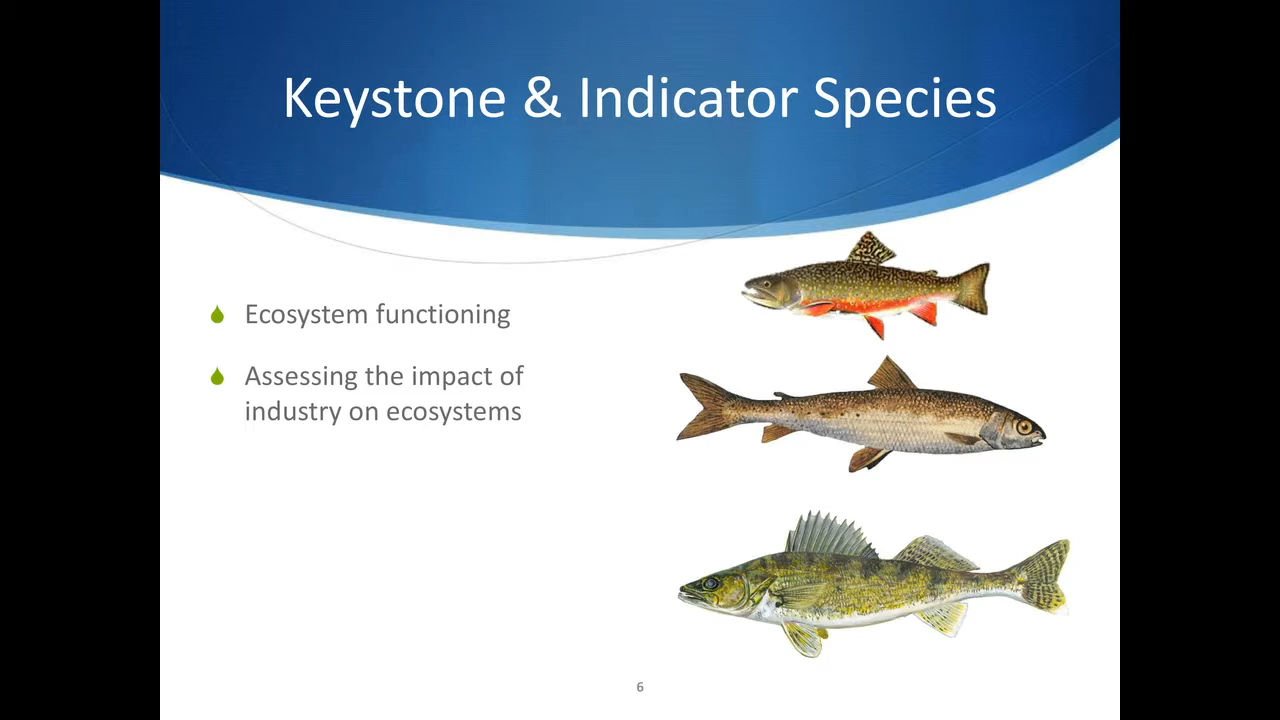 Keystone & Indicator Species
Ecosystem functioning
Assessing the impact of
industry on ecosystems
6